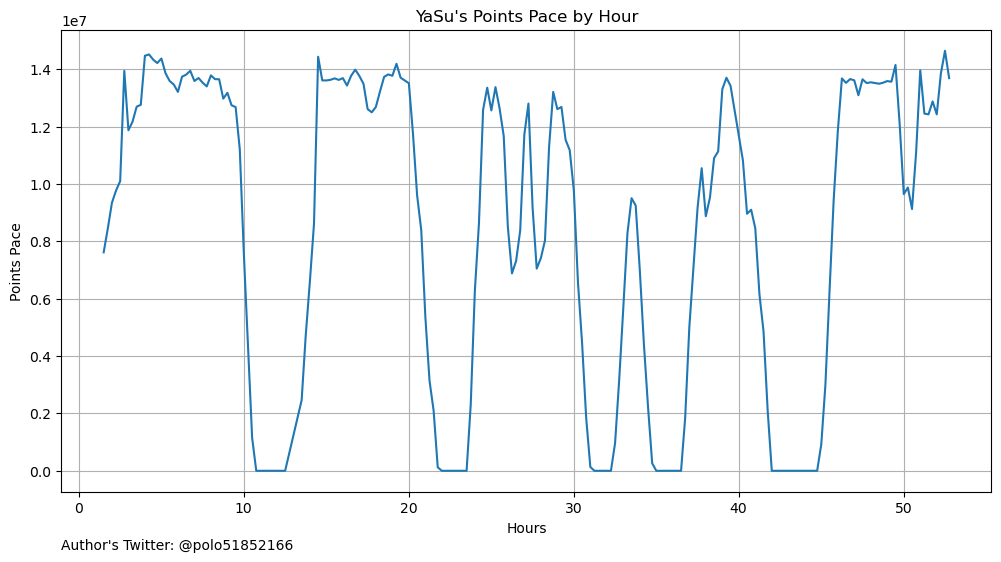 YaSu's Points Pace by Hour
1e7
1.4
1.2
1.0
0.8
0.6
0.4
0.2
0.0
Points Pace
0 10 20 30 40 50
Hours
Author's Twitter: @polo51852166